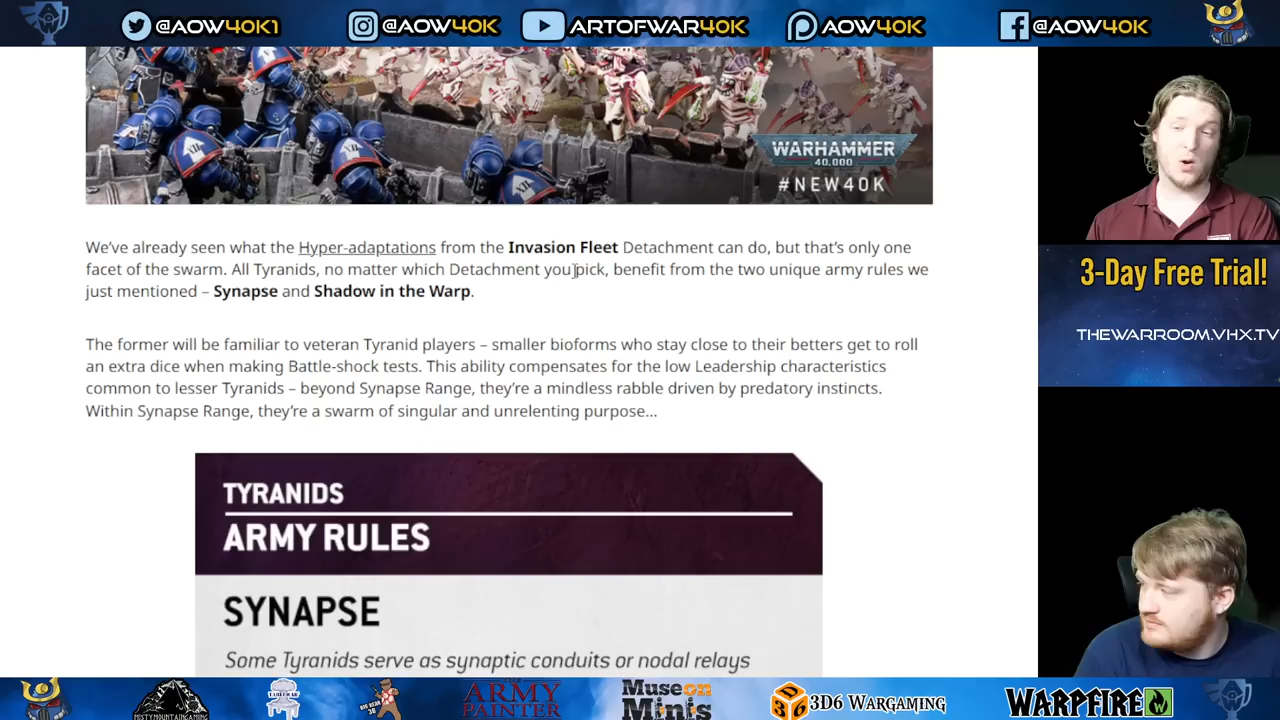 @AOW40K1 @AOW40K ARTOFWAR40K AOW40K @AOW40K
WARHAMMER
40,000
#NEW40K
We've already seen what the Hyper-adaptations from the Invasion Fleet Detachment can do, but that's only one
facet of the swarm. All Tyranids, no matter which Detachment you pick, benefit from the two unique army rules we
just mentioned – Synapse and Shadow in the Warp.
The former will be familiar to veteran Tyranid players – smaller bioforms who stay close to their betters get to roll
an extra dice when making Battle-shock tests. This ability compensates for the low Leadership characteristics
common to lesser Tyranids – beyond Synapse Range, they're a mindless rabble driven by predatory instincts.
Within Synapse Range, they're a swarm of singular and unrelenting purpose...
TYRANIDS
ARMY RULES
SYNAPSE
Some Tyranids serve as synaptic conduits or nodal relays
3-Day Free Trial!
THEWARROOM.VHX.TV
MISTYMOUNTAINGAMING
ARMY
PAINTER
MUSE ON
MINIS
3D6 WARGAMING
WARPFIRE